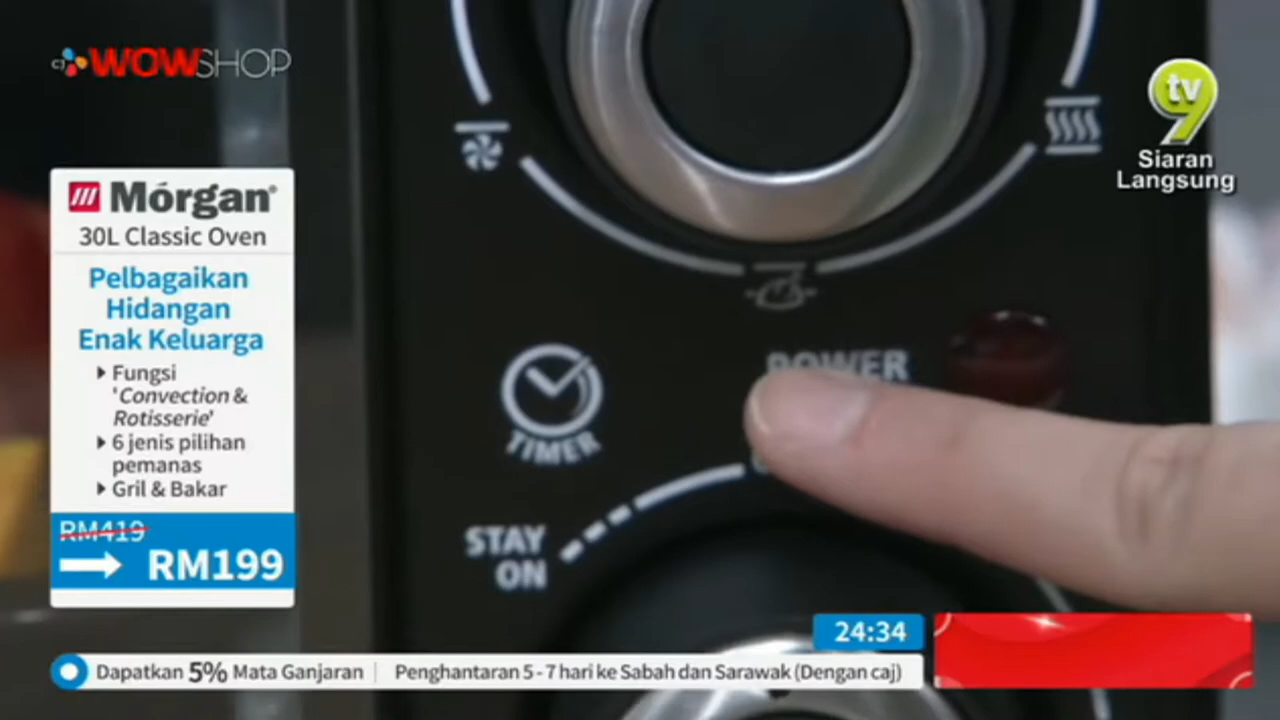 CJ WOWSHOP
tv9
Siaran
Langsung
Mórgan®
30L Classic Oven
Pelbagaikan
Hidangan
Enak Keluarga
Fungsi
'Convection &
Rotisserie'
6 jenis pilihan
pemanas
Gril & Bakar
RM419
RM199
POWER
TIMER
STAY
ON
24:34
Dapatkan 5% Mata Ganjaran | Penghantaran 5 - 7 hari ke Sabah dan Sarawak (Dengan caj)